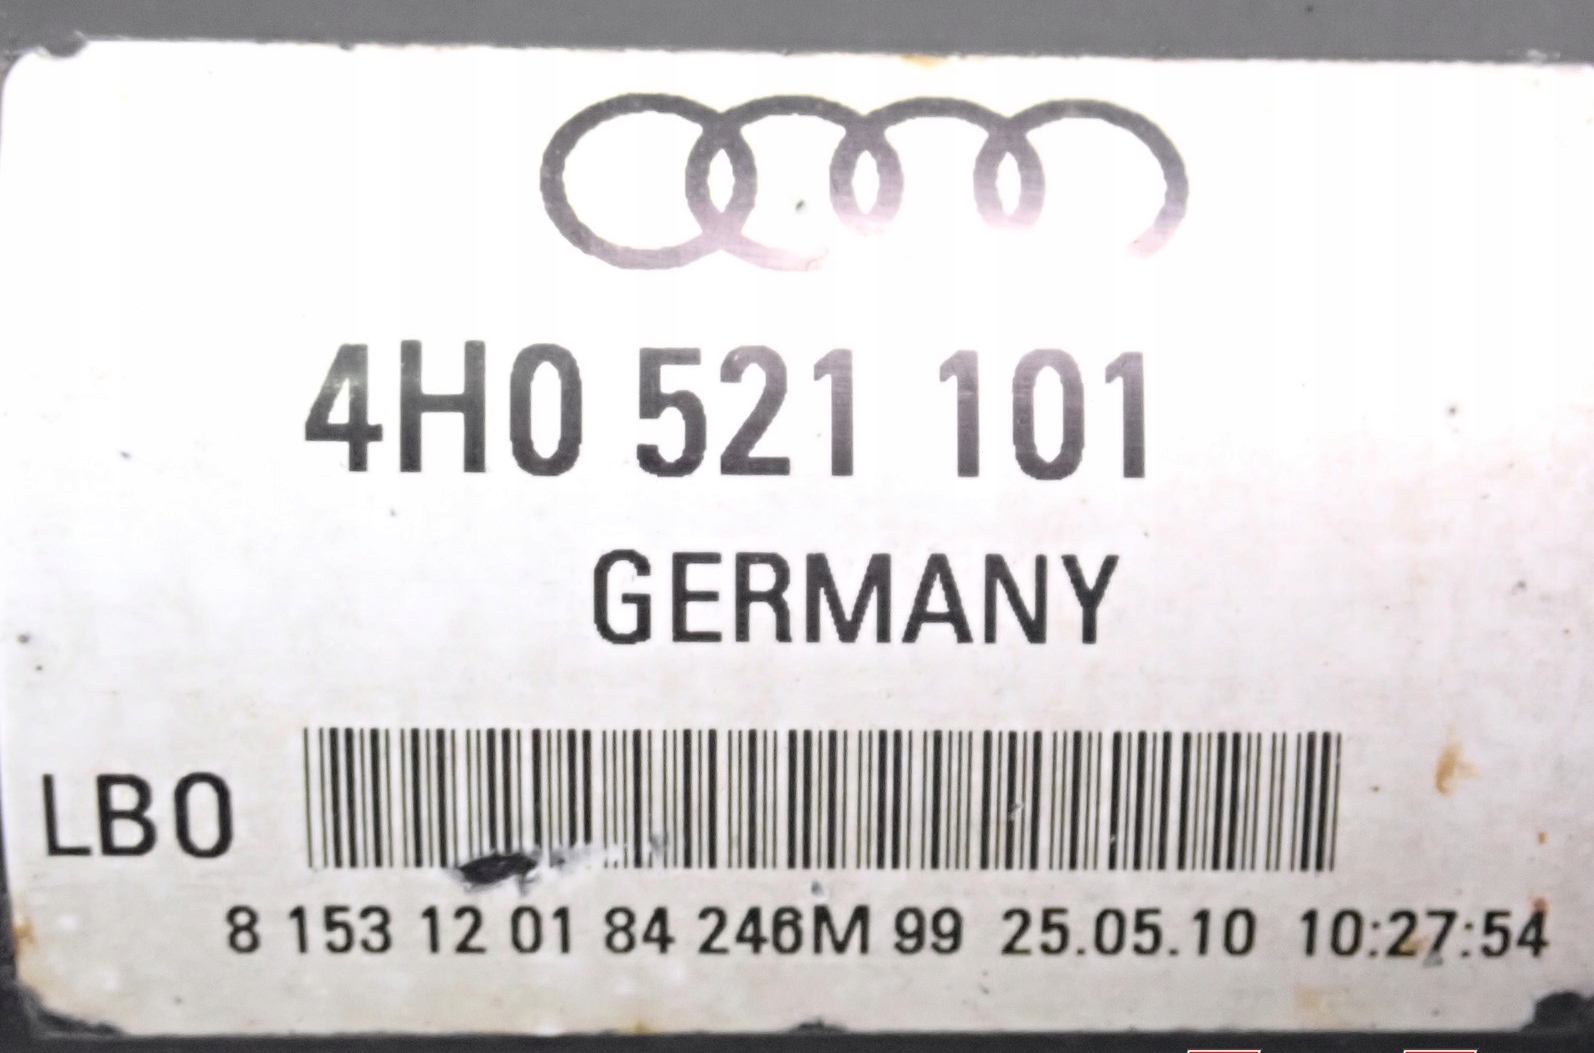 4H0 521 101
GERMANY
LBO
8 153 12 01 84 246M 99 25.05.10 10:27:54